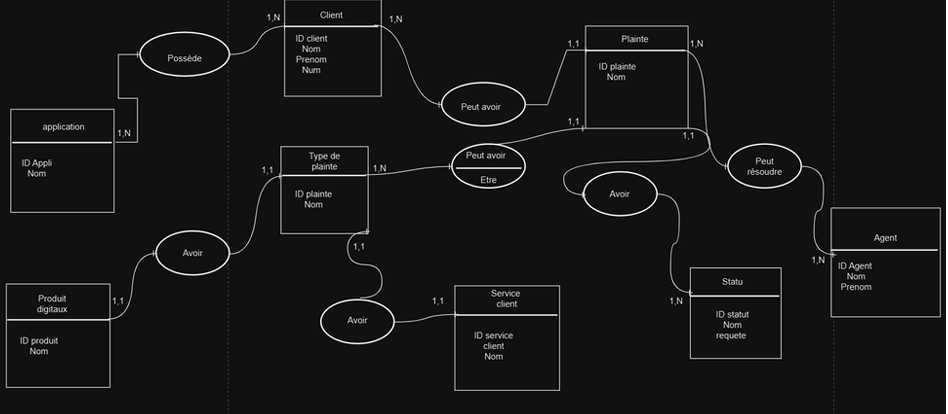 1,N
Client
1,N
ID client
Nom
Prenom
Num
Possède
1,1
Plainte
1,N
ID plainte
Nom
Peut avoir
application
1,N
ID Appli
Nom
1,1
1,1
Type de
plainte
1,1
1,N
ID plainte
Nom
Peut avoir
Etre
Peut
résoudre
Avoir
Avoir
1,1
Agent
1,N
ID Agent
Nom
Prenom
Produit
digitaux
1,1
ID produit
Nom
Avoir
1,1
Service
client
ID service
client
Nom
1,N
Statu
ID statut
Nom
requete